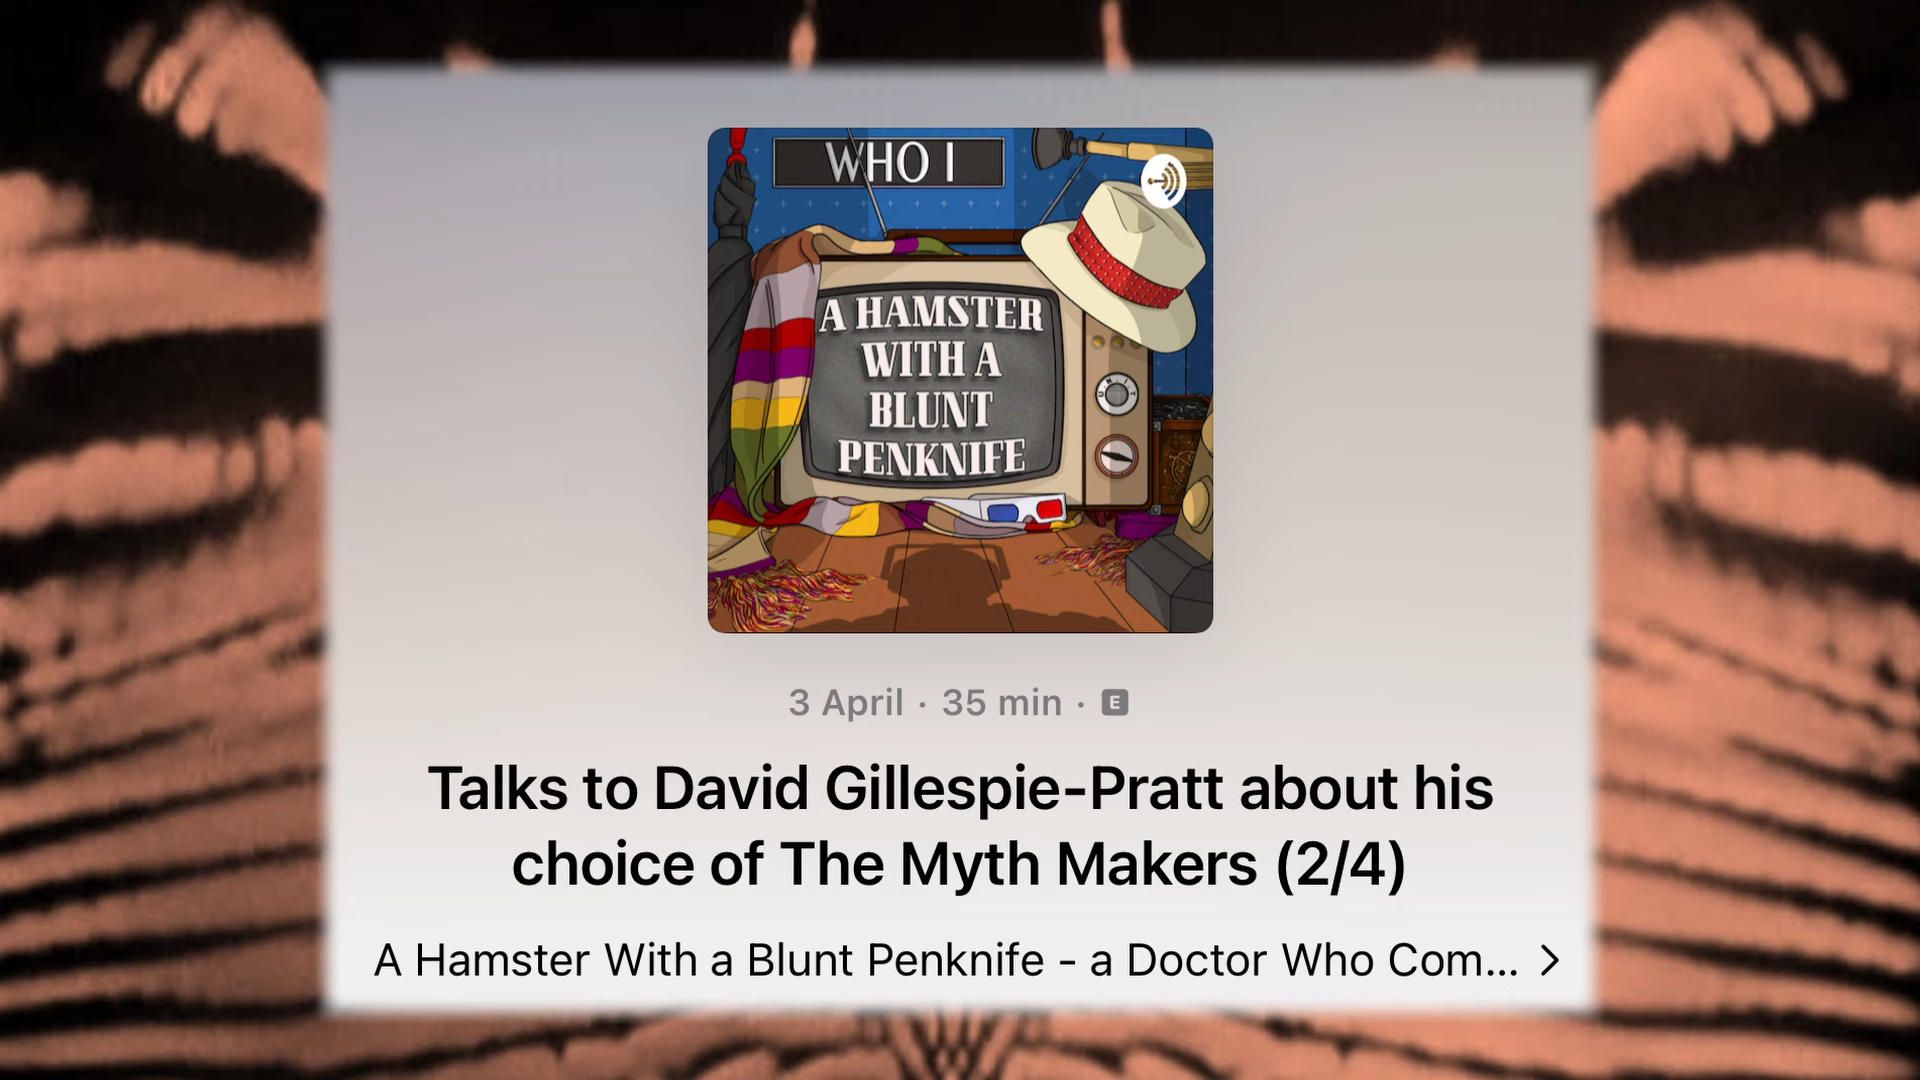 WHO I
A HAMSTER
WITH A
BLUNT
PENKNIFE
3 April · 35 min · E
Talks to David Gillespie-Pratt about his
choice of The Myth Makers (2/4)
A Hamster With a Blunt Penknife - a Doctor Who Com...